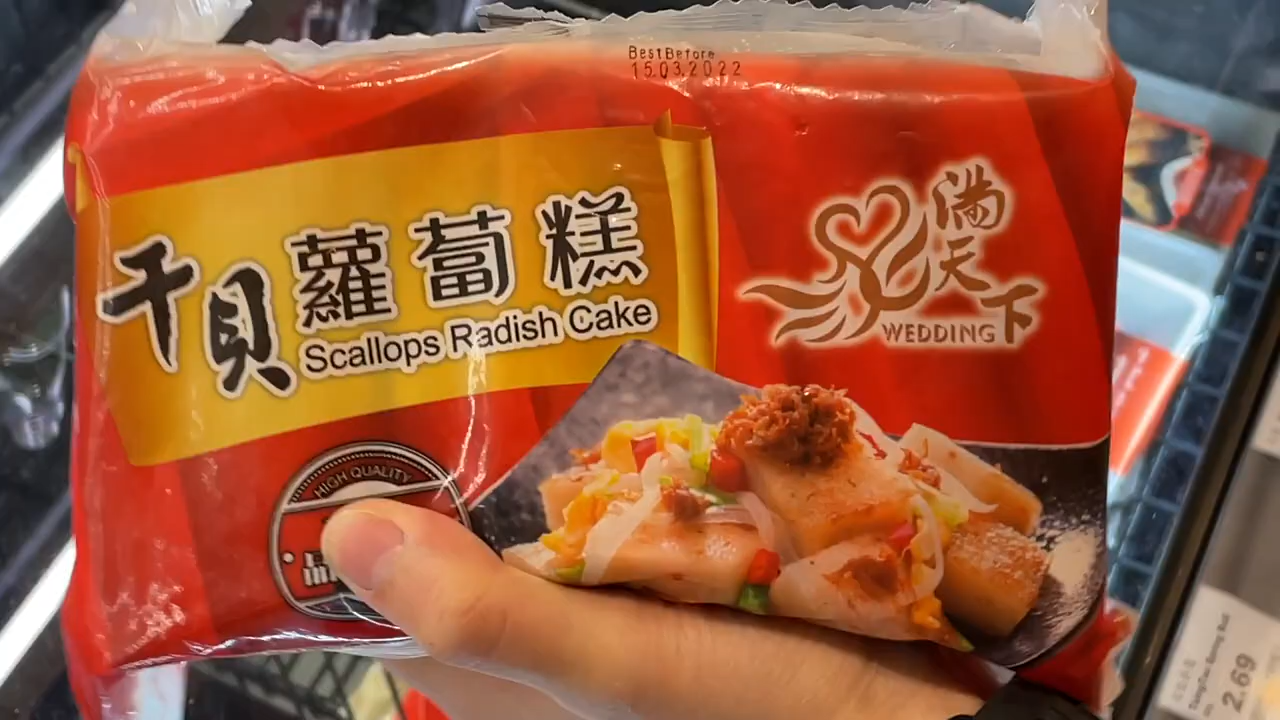 Best Before
15.03.2022
干貝蘿蔔糕
Scallops Radish Cake
滿天下
WEDDING
HIGH QUALITY
品
2.69